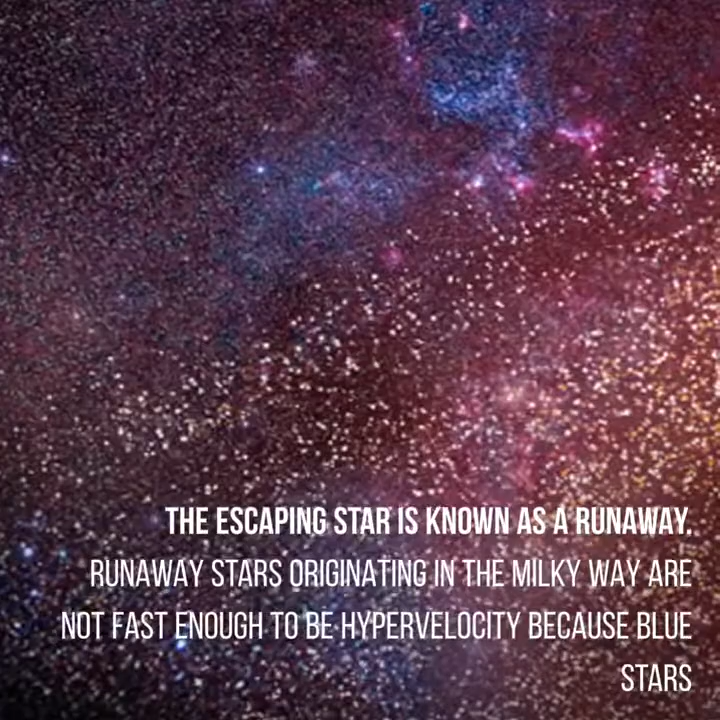 THE ESCAPING STAR IS KNOWN AS A RUNAWAY.
RUNAWAY STARS ORIGINATING IN THE MILKY WAY ARE
NOT FAST ENOUGH TO BE HYPERVELOCITY BECAUSE BLUE
STARS